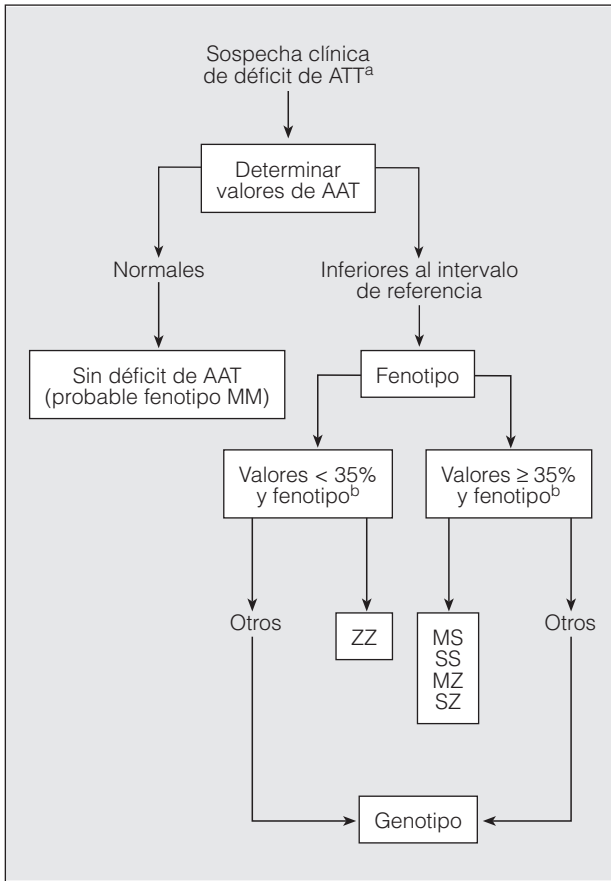 Sospecha clínica
de déficit de ATTa
Determinar
valores de AAT
Normales
Inferiores al intervalo
de referencia
Sin déficit de AAT
(probable fenotipo MM)
Fenotipo
Valores < 35%
y fenotipob
Valores ≥ 35%
y fenotipob
Otros
ZZ
MS
SS
MZ
SZ
Otros
Genotipo